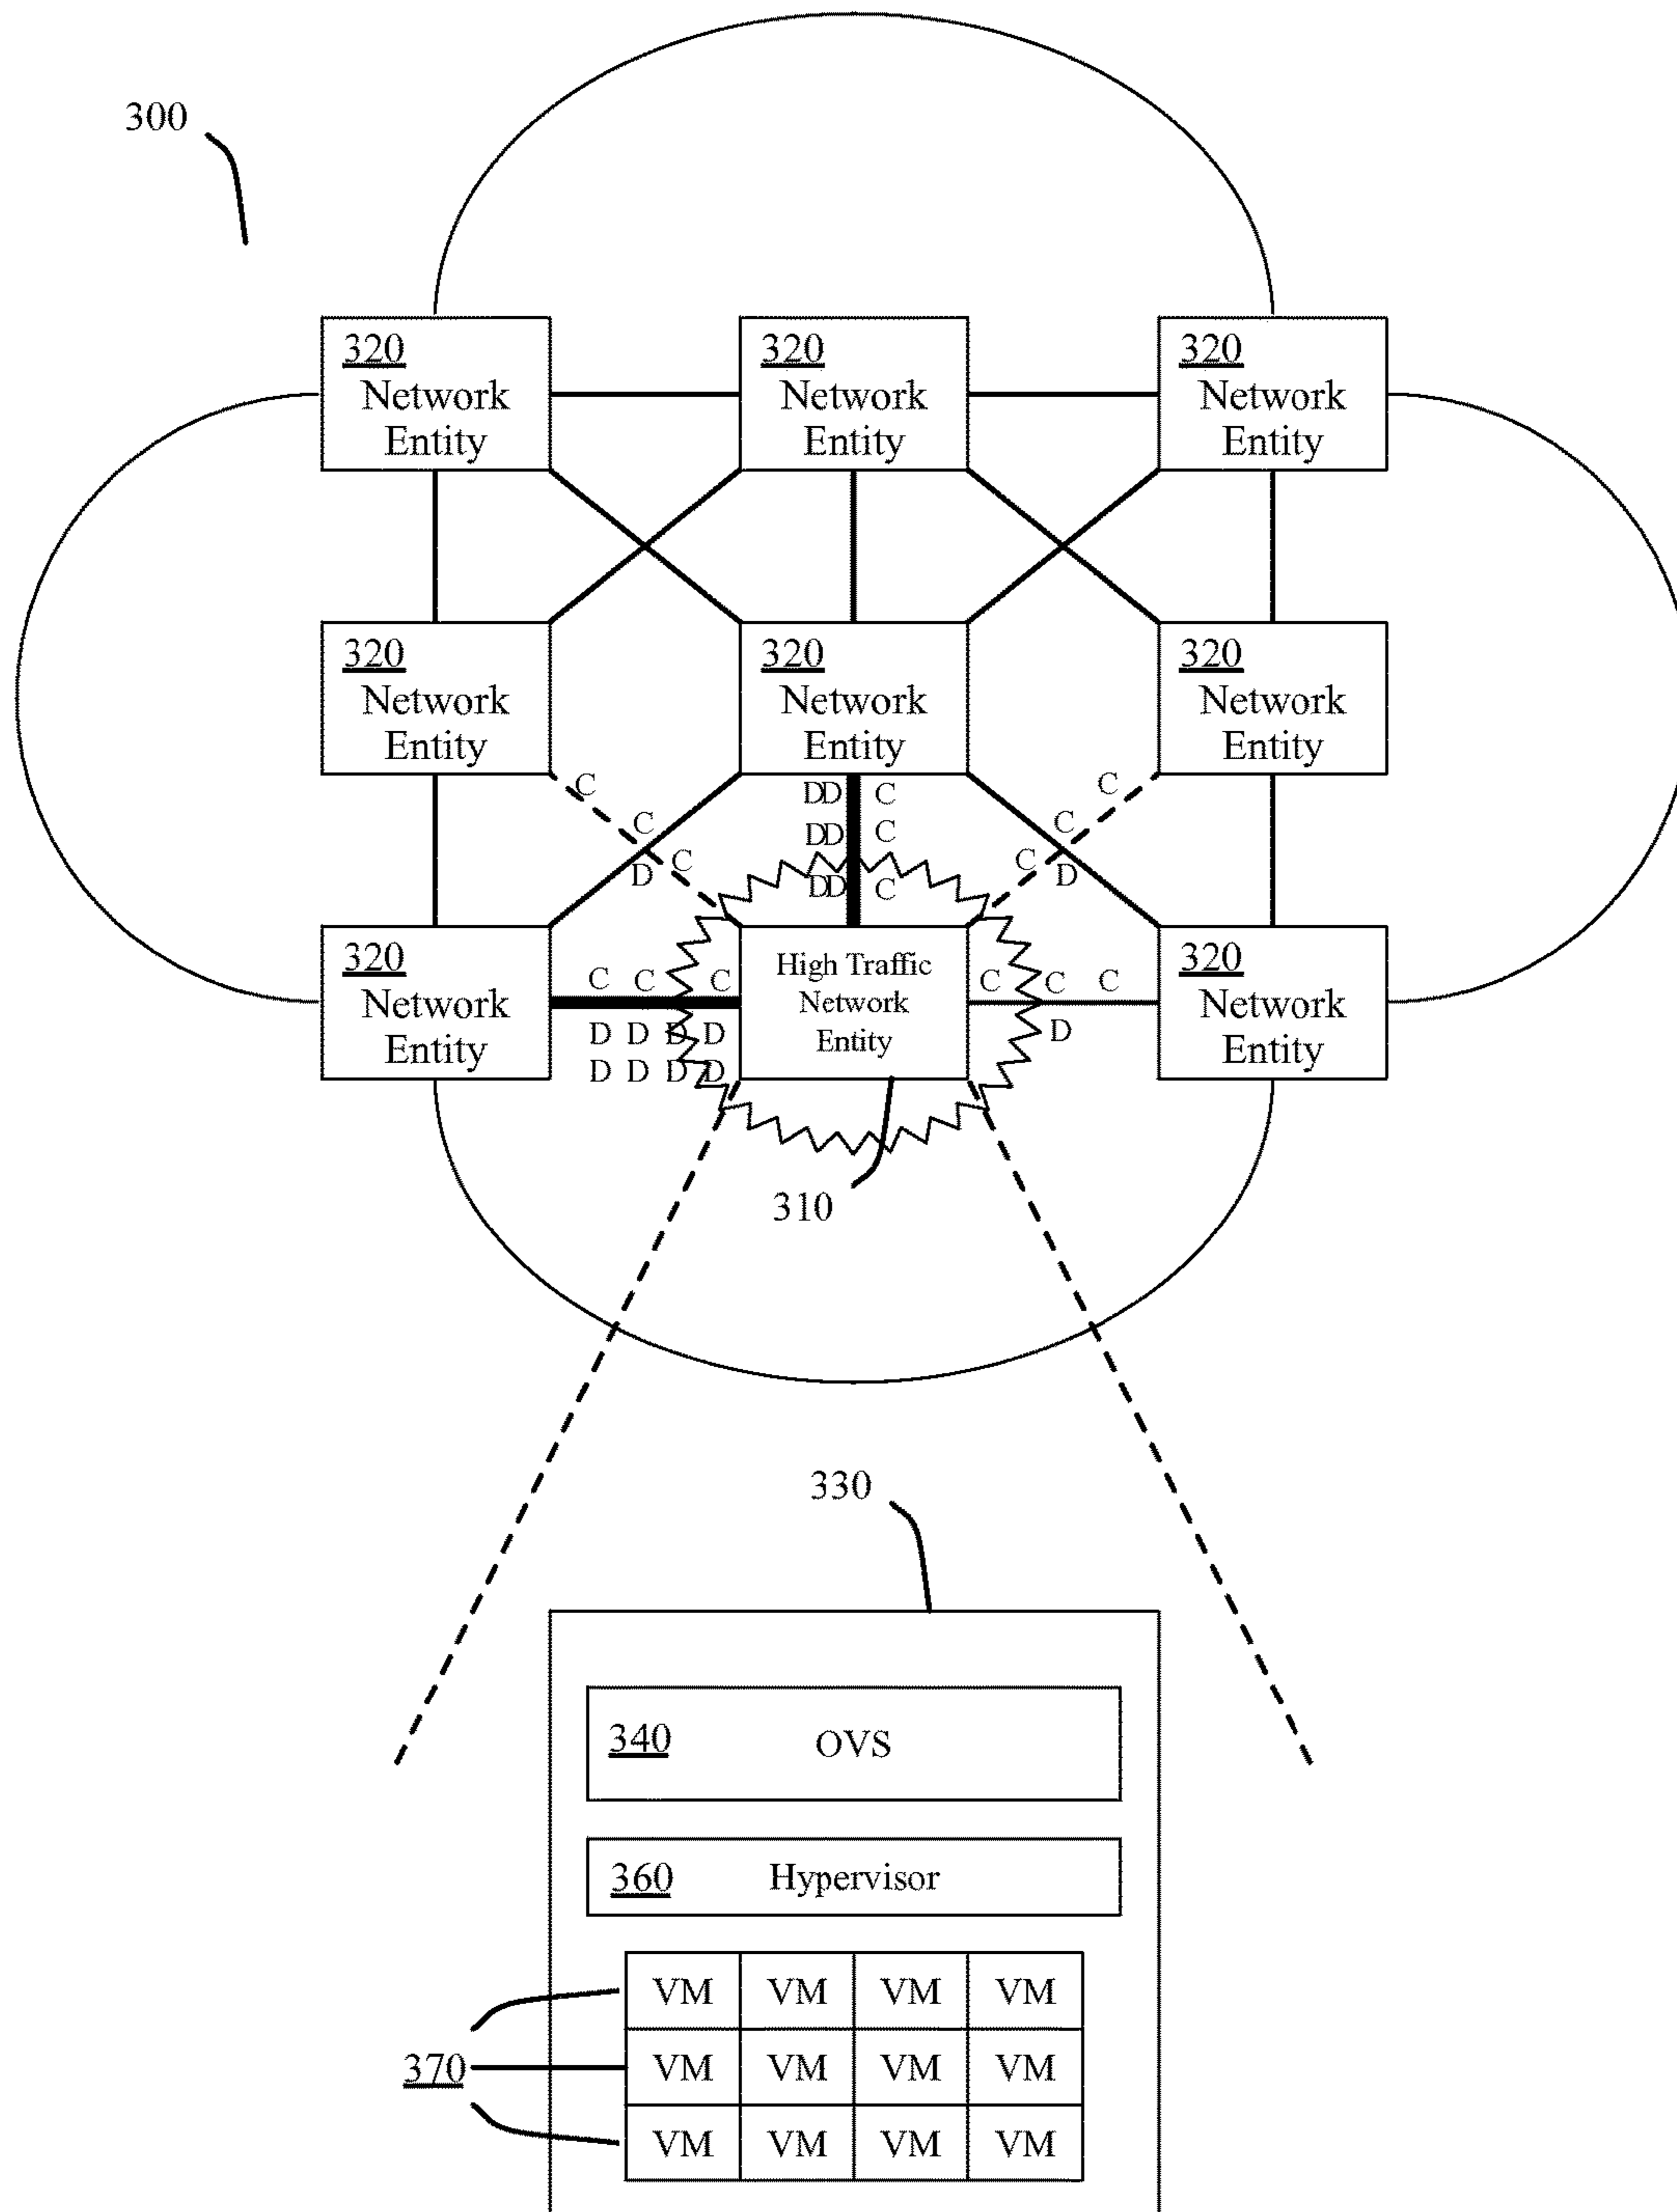 300
320 320 320
Network Network Network
Entity Entity Entity
320 320 320
Network Network Network
Entity Entity Entity
C DD C C
C DD C C
C D C D
DD C
320 High Traffic 320
Network Network Network
Entity Entity Entity
C C C C C C
D D D D D
D D D D
310
330
340 OVS
360 Hypervisor
VM VM VM VM
370 VM VM VM VM
VM VM VM VM